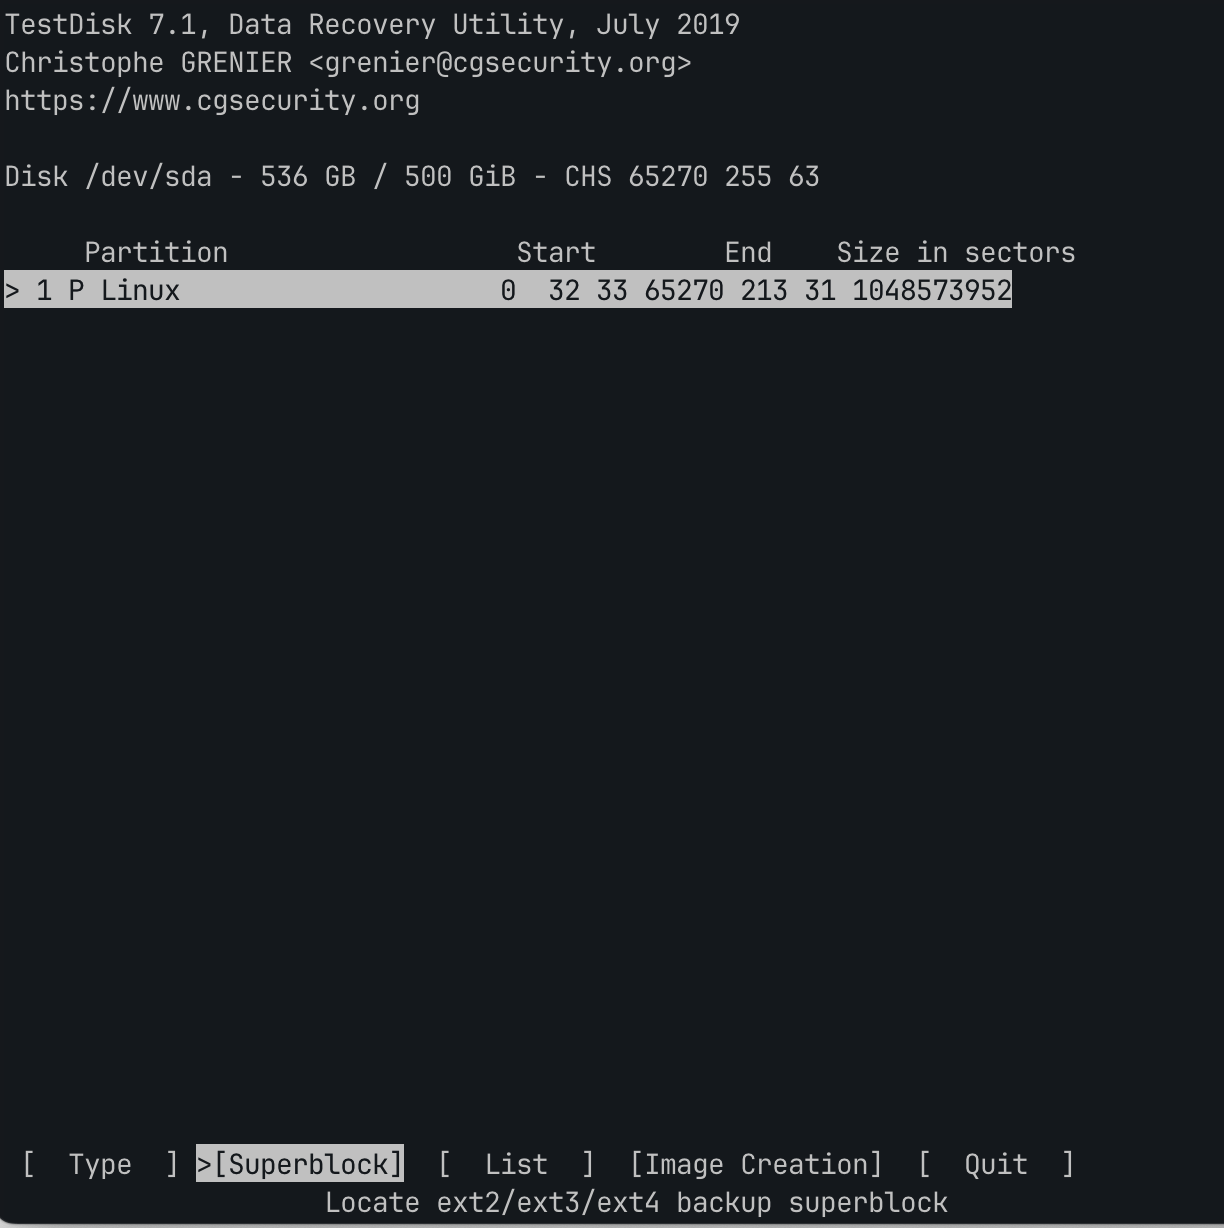 TestDisk 7.1, Data Recovery Utility, July 2019
Christophe GRENIER <grenier@cgsecurity.org>
https://www.cgsecurity.org
Disk /dev/sda - 536 GB / 500 GiB - CHS 65270 255 63
     Partition                  Start        End    Size in sectors
> 1 P Linux                    0  32 33 65270 213 31 1048573952
 [  Type  ] >[Superblock]  [  List  ]  [Image Creation]  [  Quit  ]
                    Locate ext2/ext3/ext4 backup superblock